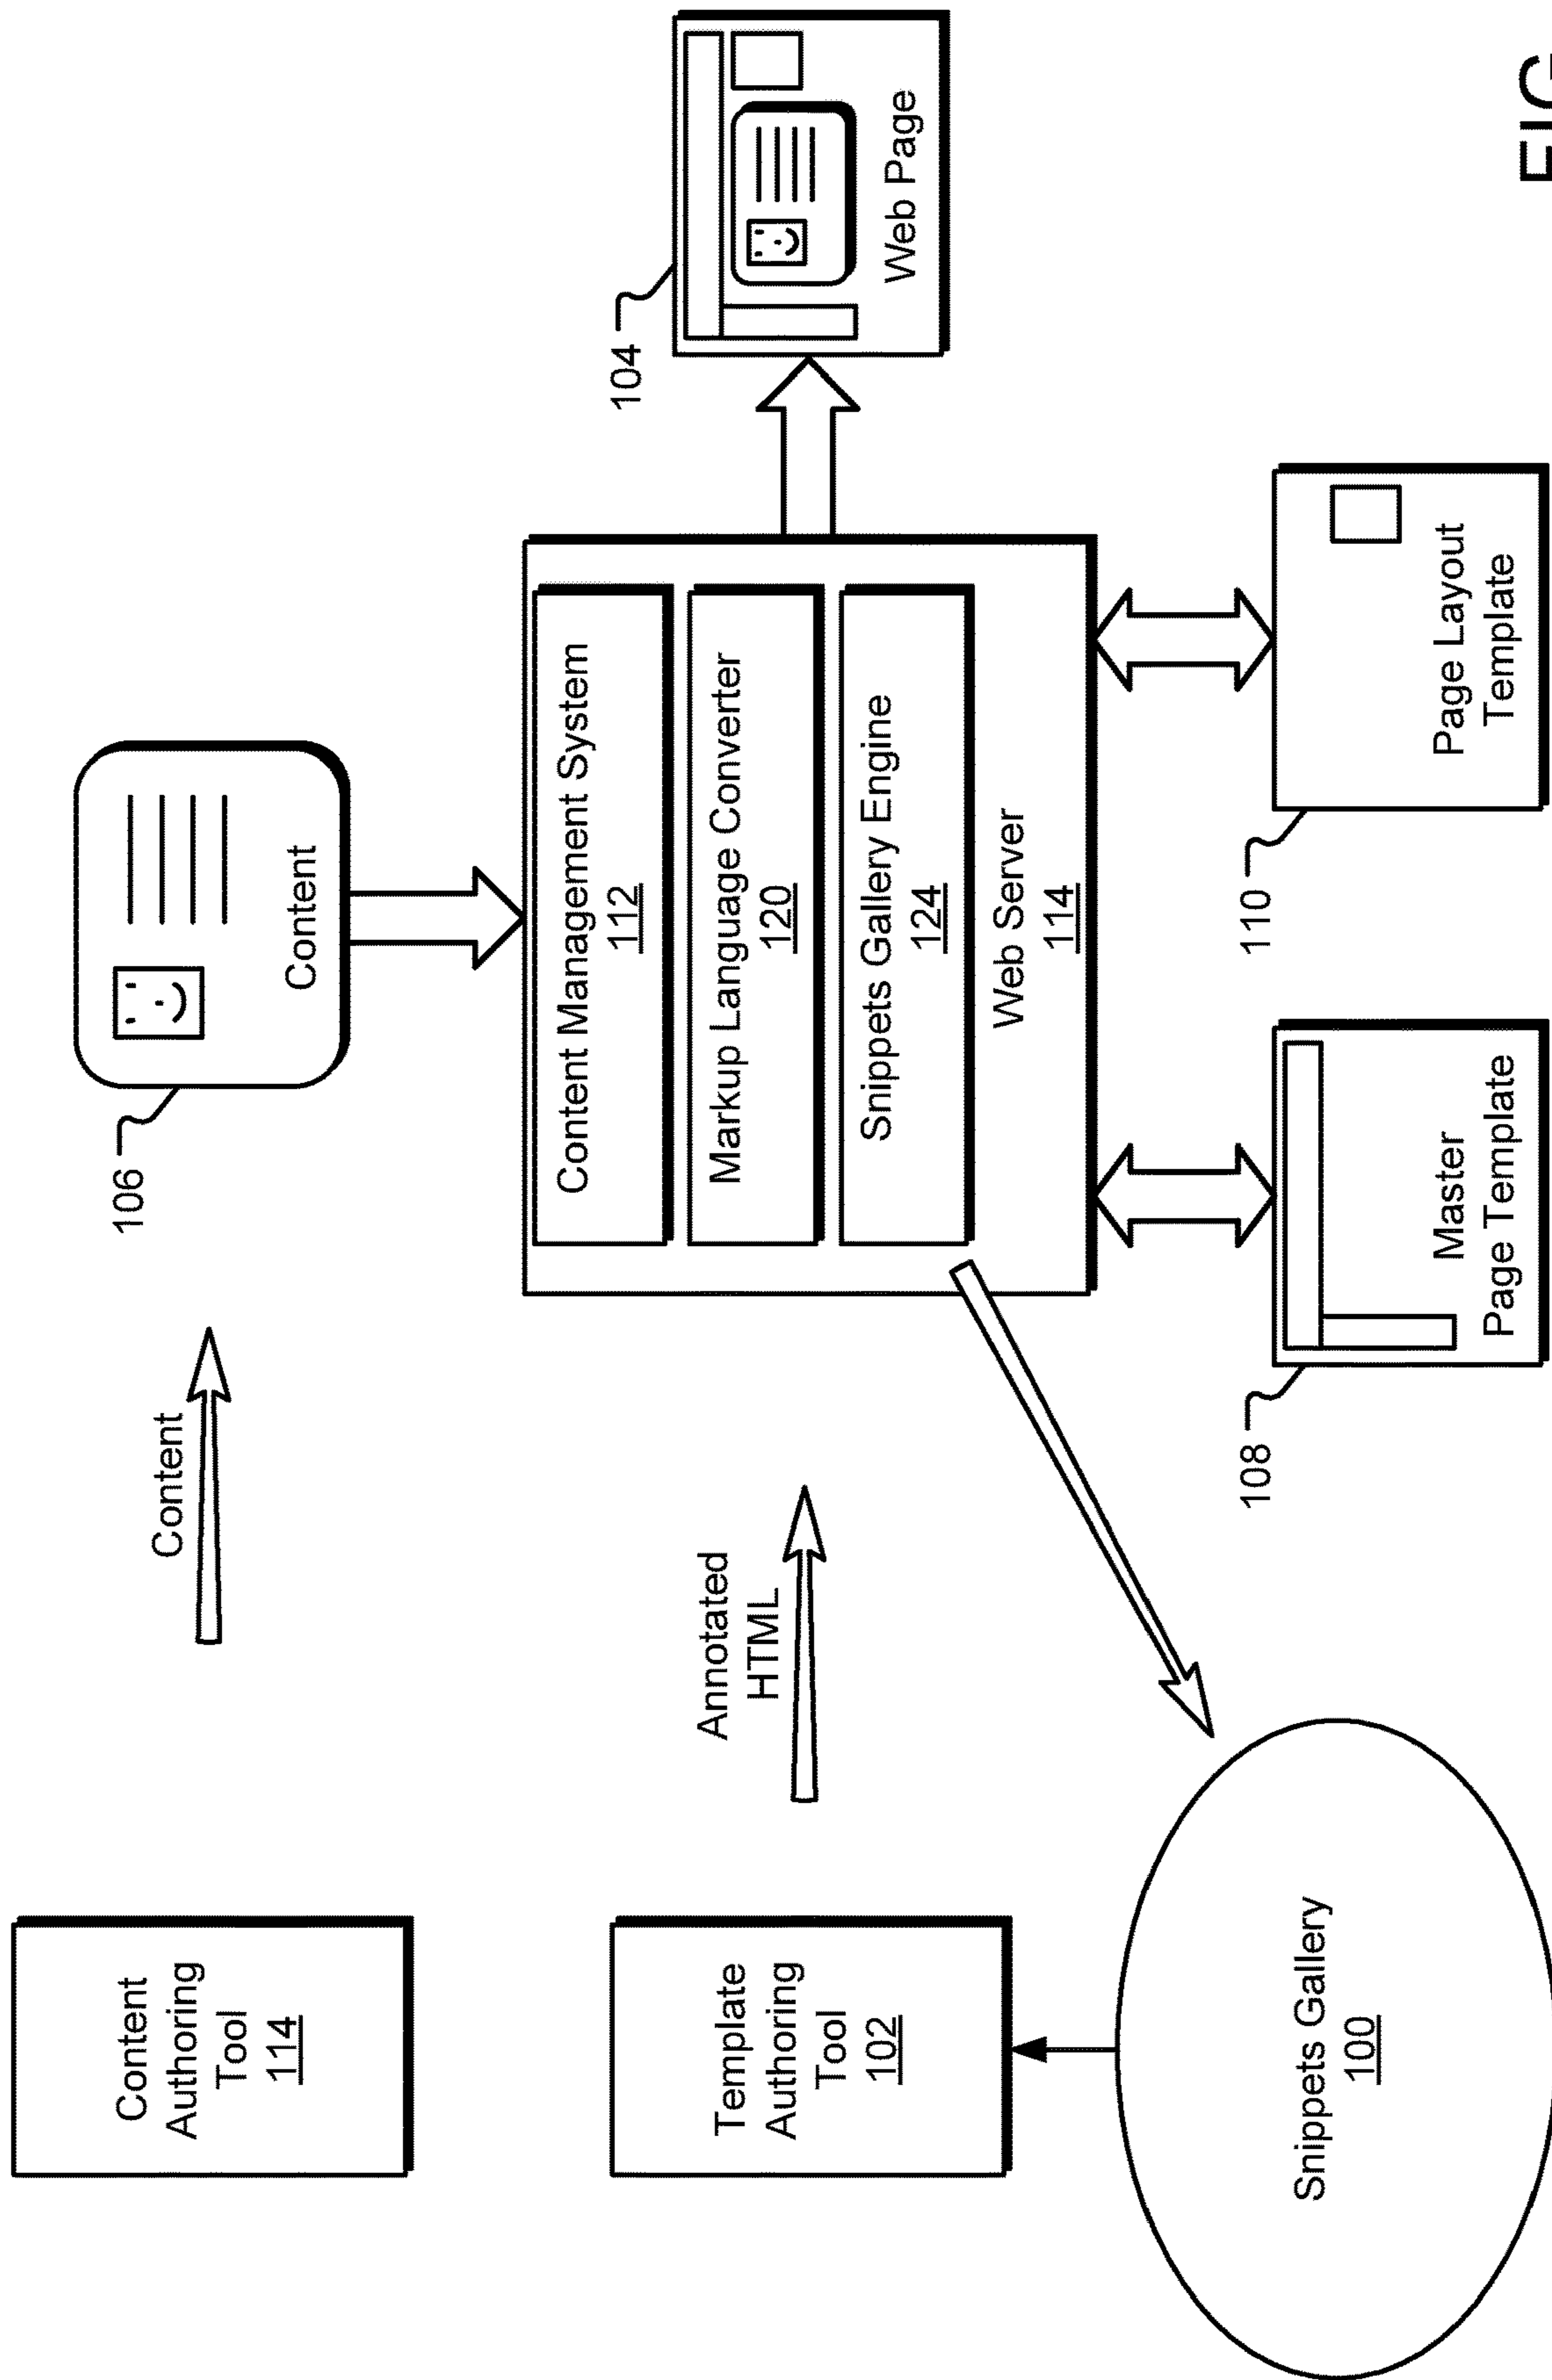 Content
Authoring
Tool
114
Content
106
Content
Template
Authoring
Tool
102
Annotated
HTML
Content Management System
112
Markup Language Converter
120
Snippets Gallery Engine
124
Web Server
114
104
Web Page
Snippets Gallery
100
108
Master
Page Template
110
Page Layout
Template
FIG